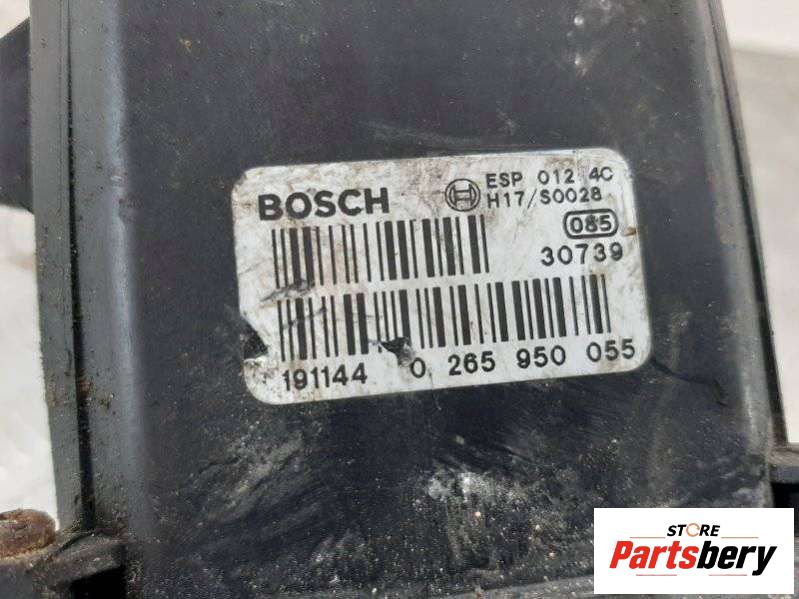 BOSCH
ESP 012 4C
H17/S0028
085
30739
191144 0 265 950 055
STORE
Partsbery